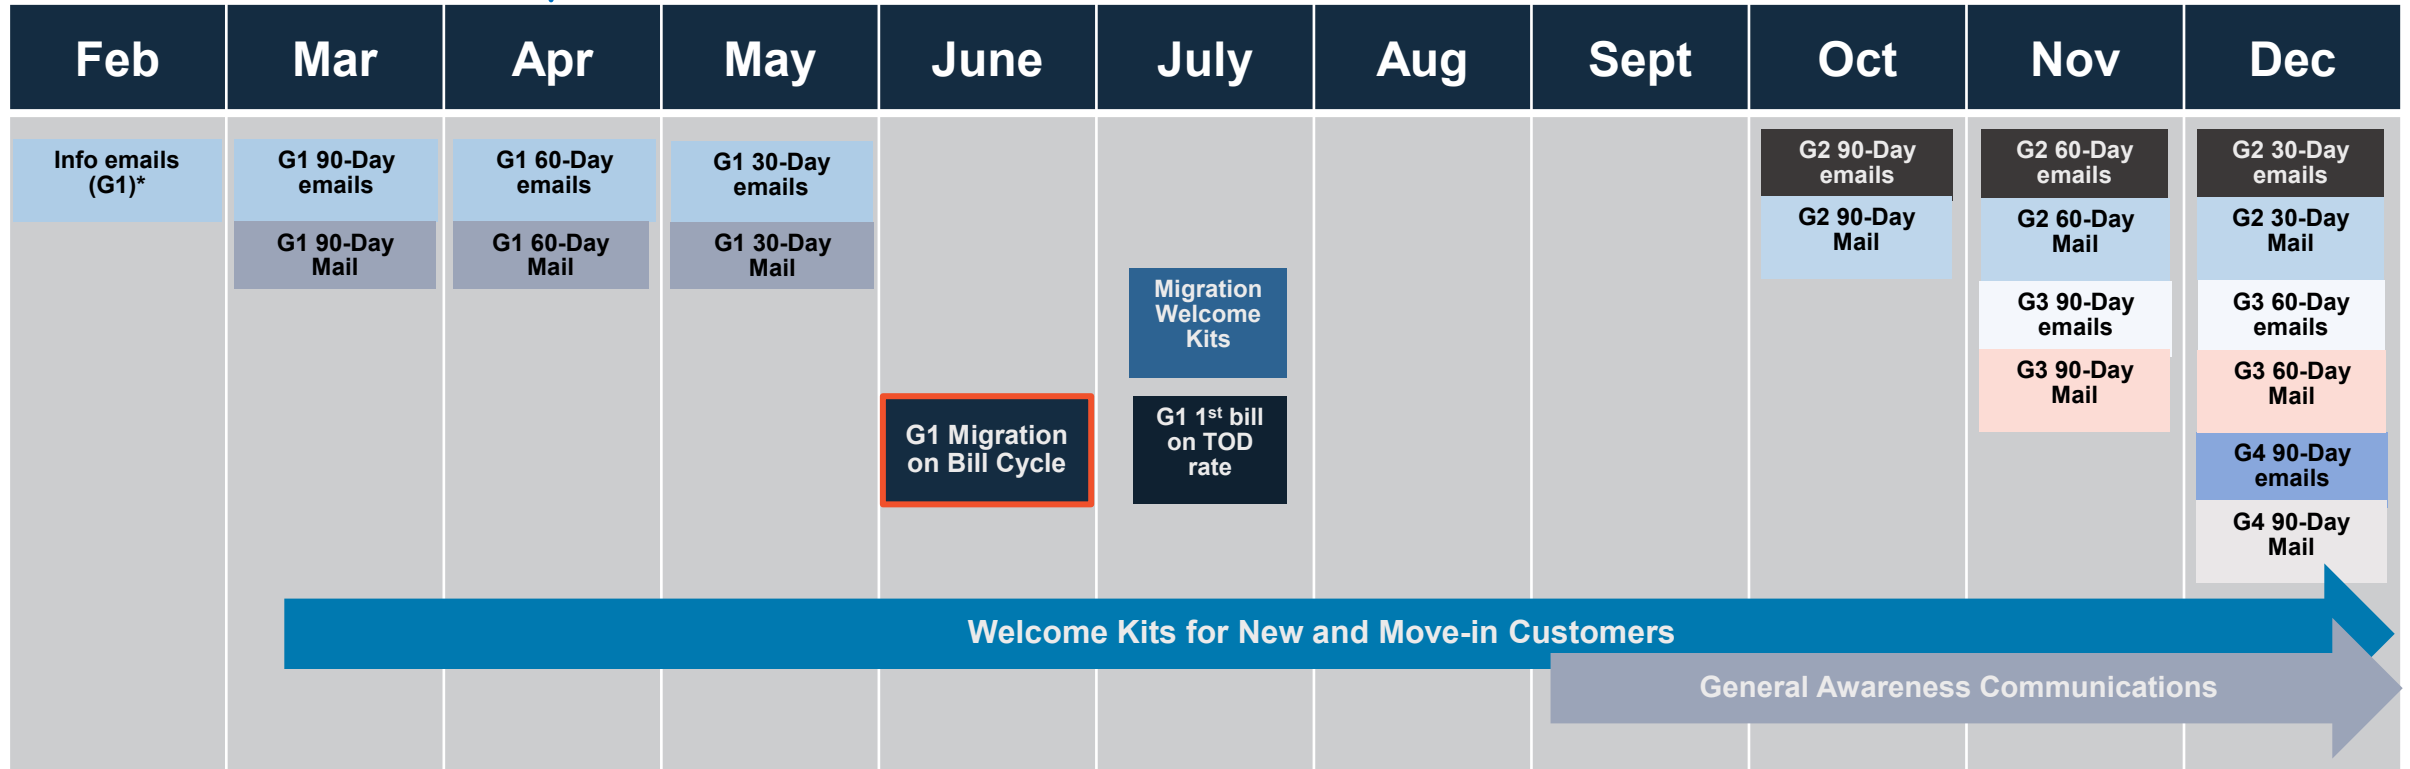 Feb Mar Apr May June July Aug Sept Oct Nov Dec
Info emails
(G1)*
G1 90-Day
emails
G1 90-Day
Mail
G1 60-Day
emails
G1 60-Day
Mail
G1 30-Day
emails
G1 30-Day
Mail
G1 Migration
on Bill Cycle
Migration
Welcome
Kits
G1 1st bill
on TOD
rate
G2 90-Day
emails
G2 90-Day
Mail
G2 60-Day
emails
G2 60-Day
Mail
G3 90-Day
emails
G3 90-Day
Mail
G2 30-Day
emails
G2 30-Day
Mail
G3 60-Day
emails
G3 60-Day
Mail
G4 90-Day
emails
G4 90-Day
Mail
Welcome Kits for New and Move-in Customers
General Awareness Communications